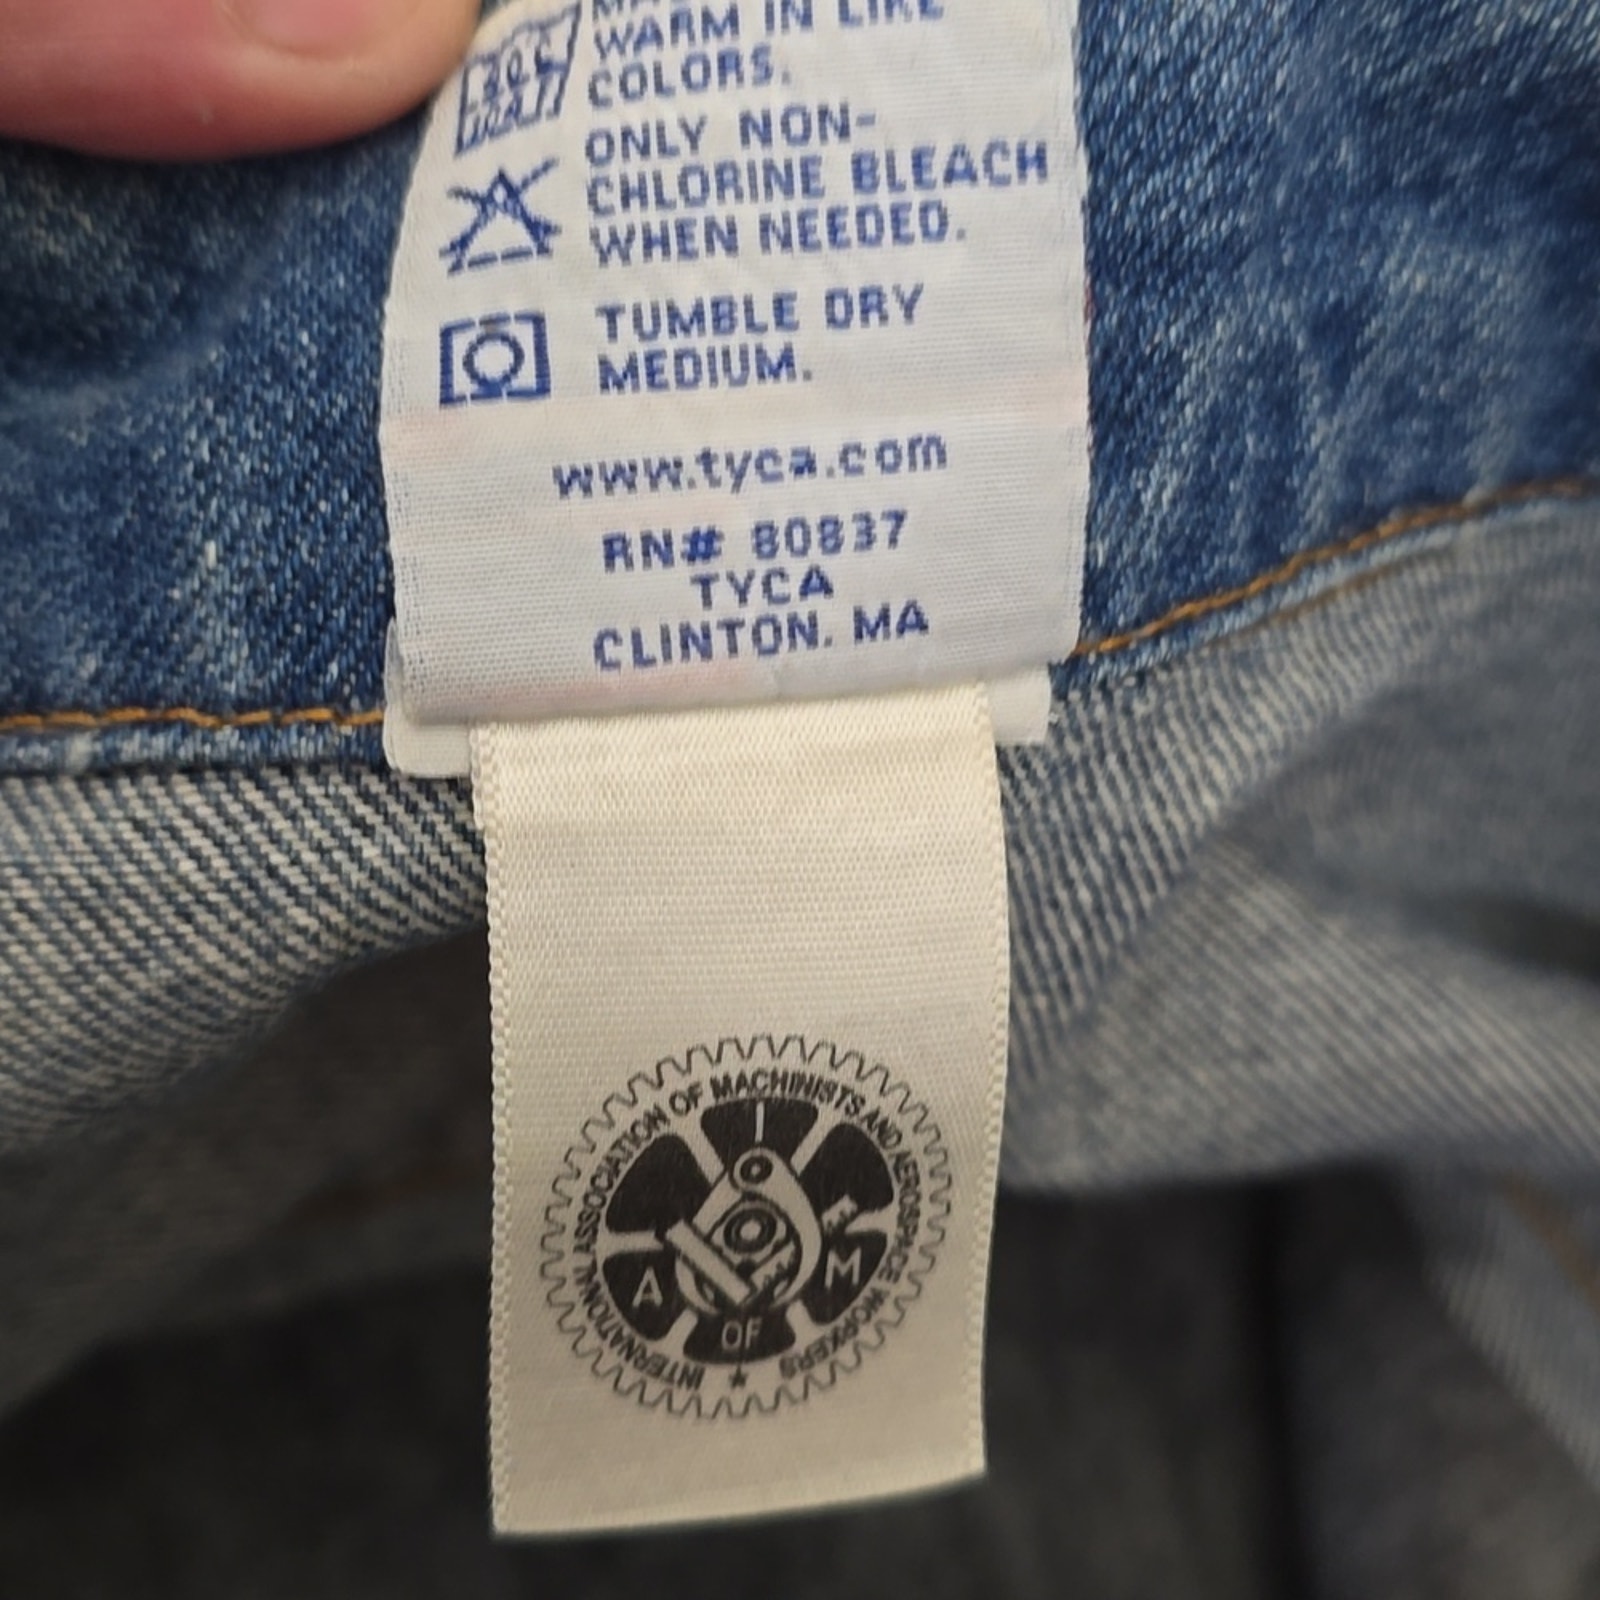 WARM IN LIKE
COLORS.
ONLY NON-
CHLORINE BLEACH
WHEN NEEDED.
TUMBLE DRY
MEDIUM.
www.tyca.com
RN# 80837
TYCA
CLINTON. MA
INTERNATIONAL ASSOCIATION OF MACHINISTS AND AEROSPACE WORKERS
I
A
M
OF